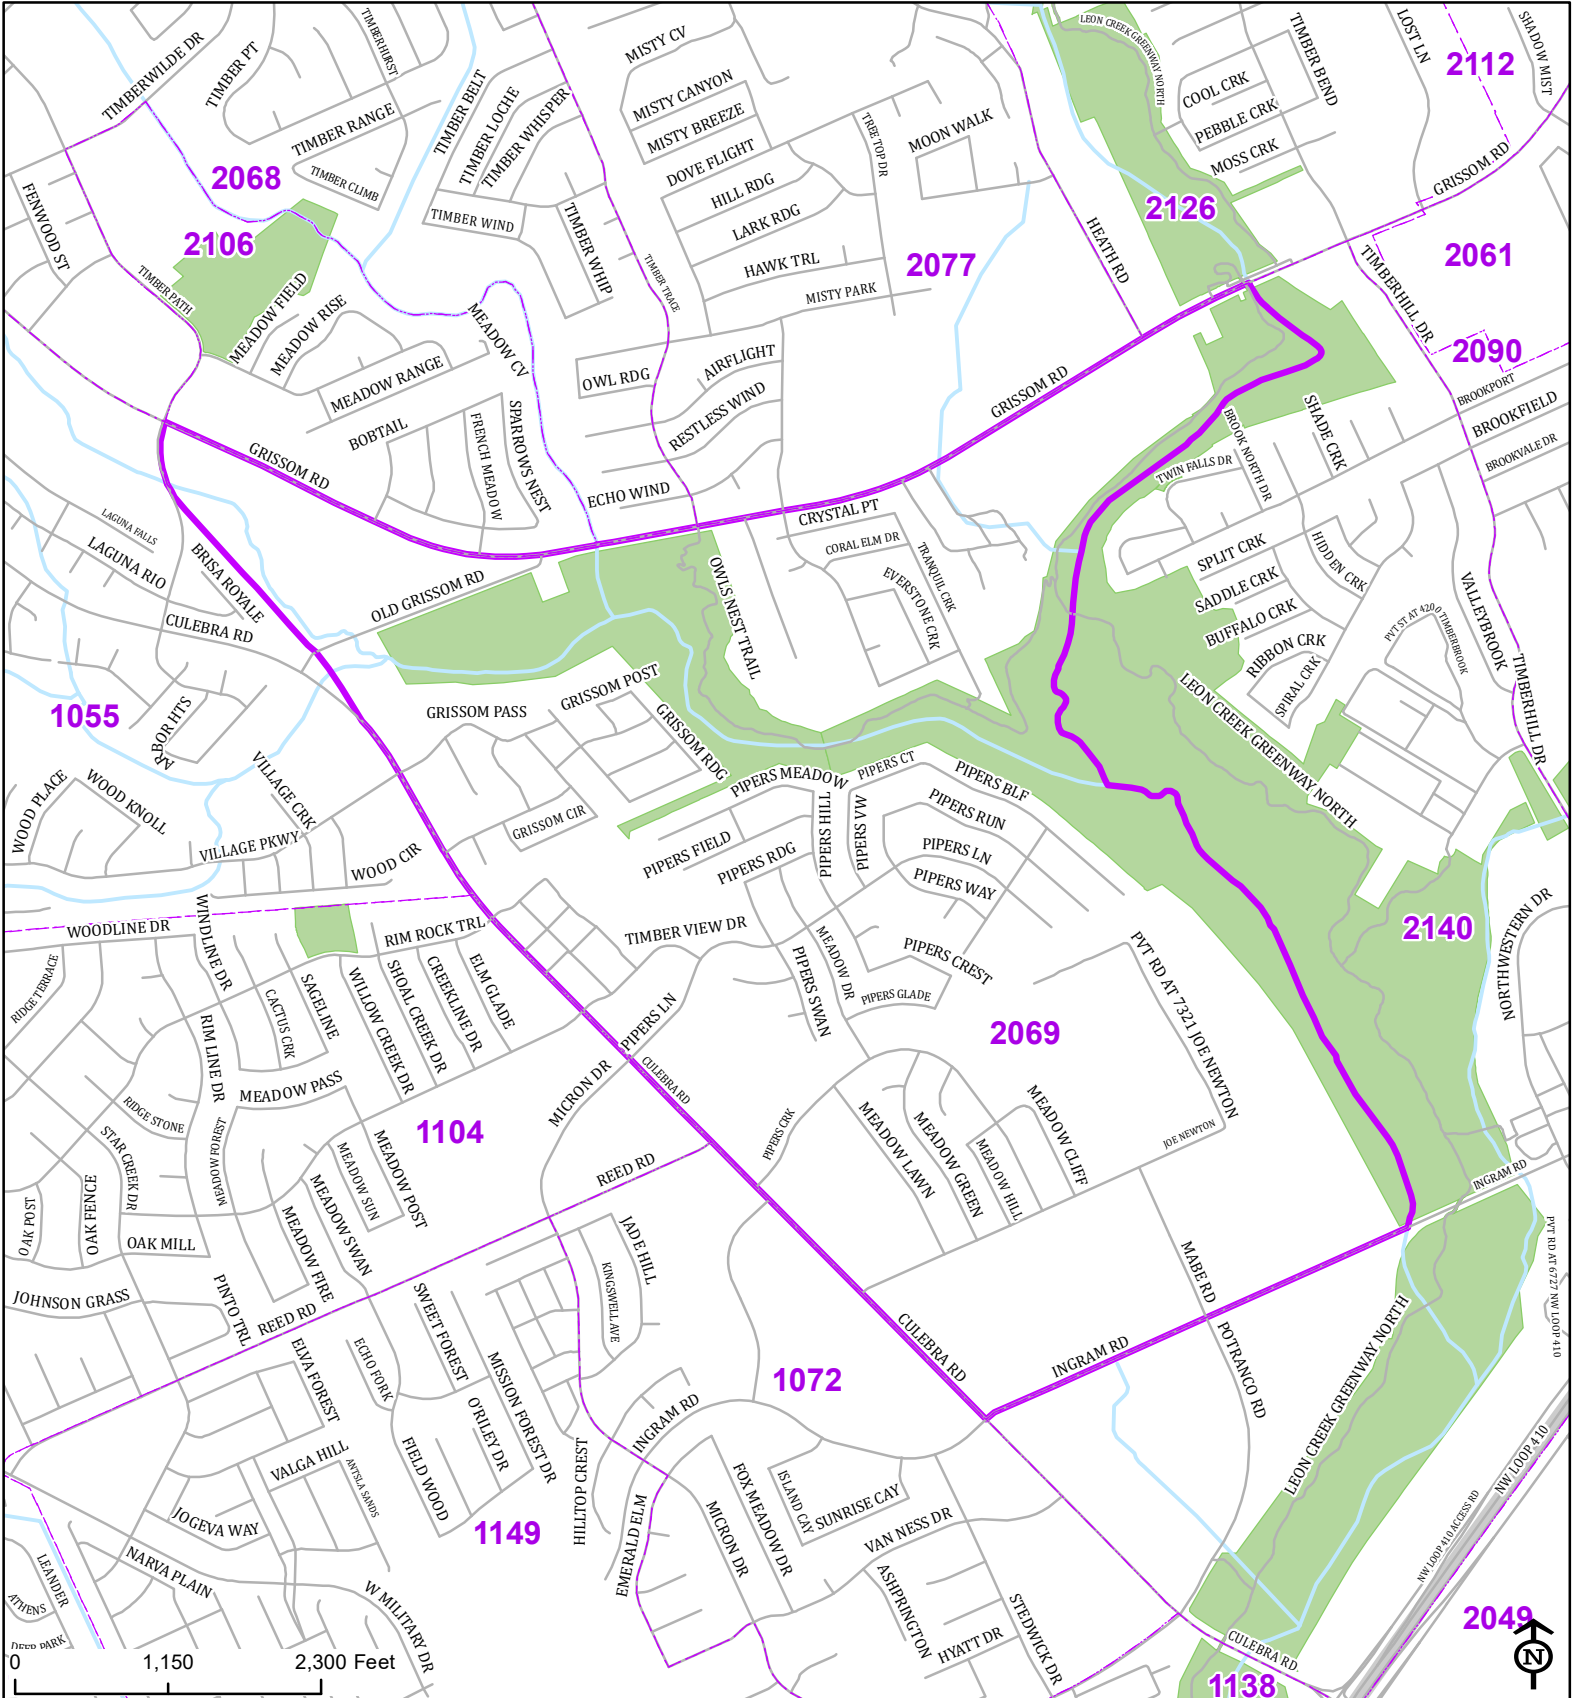 TIMBERWILDE DR
TIMBER PT
TIMBERHURST
TIMBER RANGE
TIMBER CLIMB
TIMBER BELT
TIMBER LOCHE
TIMBER WHISPER
TIMBER WIND
TIMBER WHIP
TIMBER TRACE
MISTY CV
MISTY CANYON
MISTY BREEZE
DOVE FLIGHT
HILL RDG
LARK RDG
HAWK TRL
MISTY PARK
TREE TOP DR
MOON WALK
HEATH RD
LEON CREEK GREENWAY NORTH
COOL CRK
PEBBLE CRK
MOSS CRK
TIMBER BEND
LOST LN
SHADOW MIST
2112
GRISSOM RD
2068
2106
2126
2061
2077
2090
FENWOOD ST
TIMBER PATH
MEADOW FIELD
MEADOW RISE
MEADOW RANGE
MEADOW CV
BOBTAIL
FRENCH MEADOW
SPARROWS NEST
OWL RDG
AIRFLIGHT
RESTLESS WIND
ECHO WIND
GRISSOM RD
GRISSOM RD
CRYSTAL PT
CORAL ELM DR
TRANQUIL CRK
EVERSTONE CRK
OWLS NEST TRAIL
TIMBERHILL DR
BROOKPORT
BROOKFIELD
BROOKVALE DR
SHADE CRK
BROOK NORTH DR
TWIN FALLS DR
SPLIT CRK
HIDDEN CRK
SADDLE CRK
BUFFALO CRK
RIBBON CRK
SPIRAL CRK
PVT ST AT 4200 TIMBERBROOK
VALLEYBROOK
TIMBERHILL DR
LEON CREEK GREENWAY NORTH
LAGUNA FALLS
LAGUNA RIO
BRISA ROYALE
CULEBRA RD
OLD GRISSOM RD
1055
ARBOR HTS
GRISSOM PASS
GRISSOM POST
GRISSOM RDG
GRISSOM CIR
VILLAGE CRK
VILLAGE PKWY
WOOD PLACE
WOOD KNOLL
WOOD CIR
PIPERS MEADOW
PIPERS CT
PIPERS BLF
PIPERS HILL
PIPERS VW
PIPERS RUN
PIPERS LN
PIPERS WAY
PIPERS FIELD
PIPERS RDG
PIPERS CREST
PIPERS GLADE
PIPERS SWAN
MEADOW DR
TIMBER VIEW DR
PIPERS LN
2140
NORTHWESTERN DR
WOODLINE DR
WINDLINE DR
RIM ROCK TRL
RIDGE TERRACE
CACTUS CRK
SAGELINE
WILLOW CREEK DR
SHOAL CREEK DR
CREEKLINE DR
ELM GLADE
RIM LINE DR
MEADOW PASS
RIDGE STONE
STAR CREEK DR
MEADOW FOREST
MEADOW SUN
MEADOW POST
MEADOW SWAN
MEADOW FIRE
OAK POST
OAK FENCE
OAK MILL
1104
MICRON DR
CULEBRA RD
PIPERS CRK
2069
PVT RD AT 7321 JOE NEWTON
JOE NEWTON
MEADOW LAWN
MEADOW GREEN
MEADOW HILL
MEADOW CLIFF
MABE RD
INGRAM RD
PVT RD AT 6727 NW LOOP 410
REED RD
REED RD
JOHNSON GRASS
PINTO TRL
ELVA FOREST
ECHO FORK
SWEET FOREST
MISSION FOREST DR
O'RILEY DR
FIELD WOOD
JADE HILL
KINGSWELL AVE
HILLTOP CREST
1072
CULEBRA RD
INGRAM RD
POTRANCO RD
LEON CREEK GREENWAY NORTH
INGRAM RD
EMERALD ELM
MICRON DR
FOX MEADOW DR
ISLAND CAY
SUNRISE CAY
VAN NESS DR
ASHPRINGTON
HYATT DR
STEDWICK DR
VALGA HILL
ANTSLA SANDS
JOGEVA WAY
NARVA PLAIN
W MILITARY DR
LEANDER
ATHENS
DEER PARK
1149
NW LOOP 410
NW LOOP 410 ACCESS RD
2049
CULEBRA RD
1138
N
0 1,150 2,300 Feet